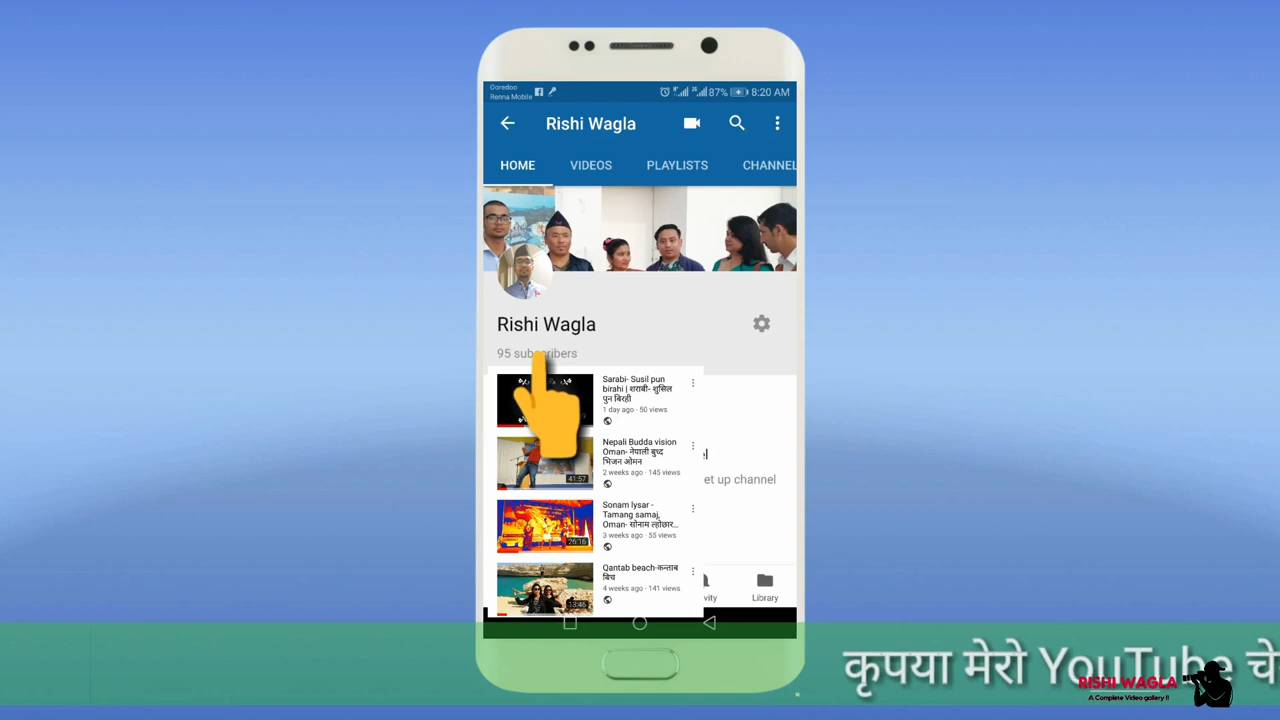 Ooredoo
Renna Mobile
87% 8:20 AM
Rishi Wagla
HOME VIDEOS PLAYLISTS CHANNEL
Rishi Wagla
95 subscribers
Sarabi- Susil pun
birahi | शराबी- शुसिल
पुन बिरही
1 day ago · 50 views
Nepali Budda vision
Oman- नेपाली बुध्द
भिजन ओमन
2 weeks ago · 145 views
41:57
et up channel
Sonam lysar -
Tamang samaj,
Oman- सोनाम ल्होछार...
3 weeks ago · 55 views
26:16
Qantab beach-कन्ताब
बिच
4 weeks ago · 141 views
13:46
vity Library
कृपया मेरो YouTube चे
RISHI WAGLA
A Complete Video gallery !!